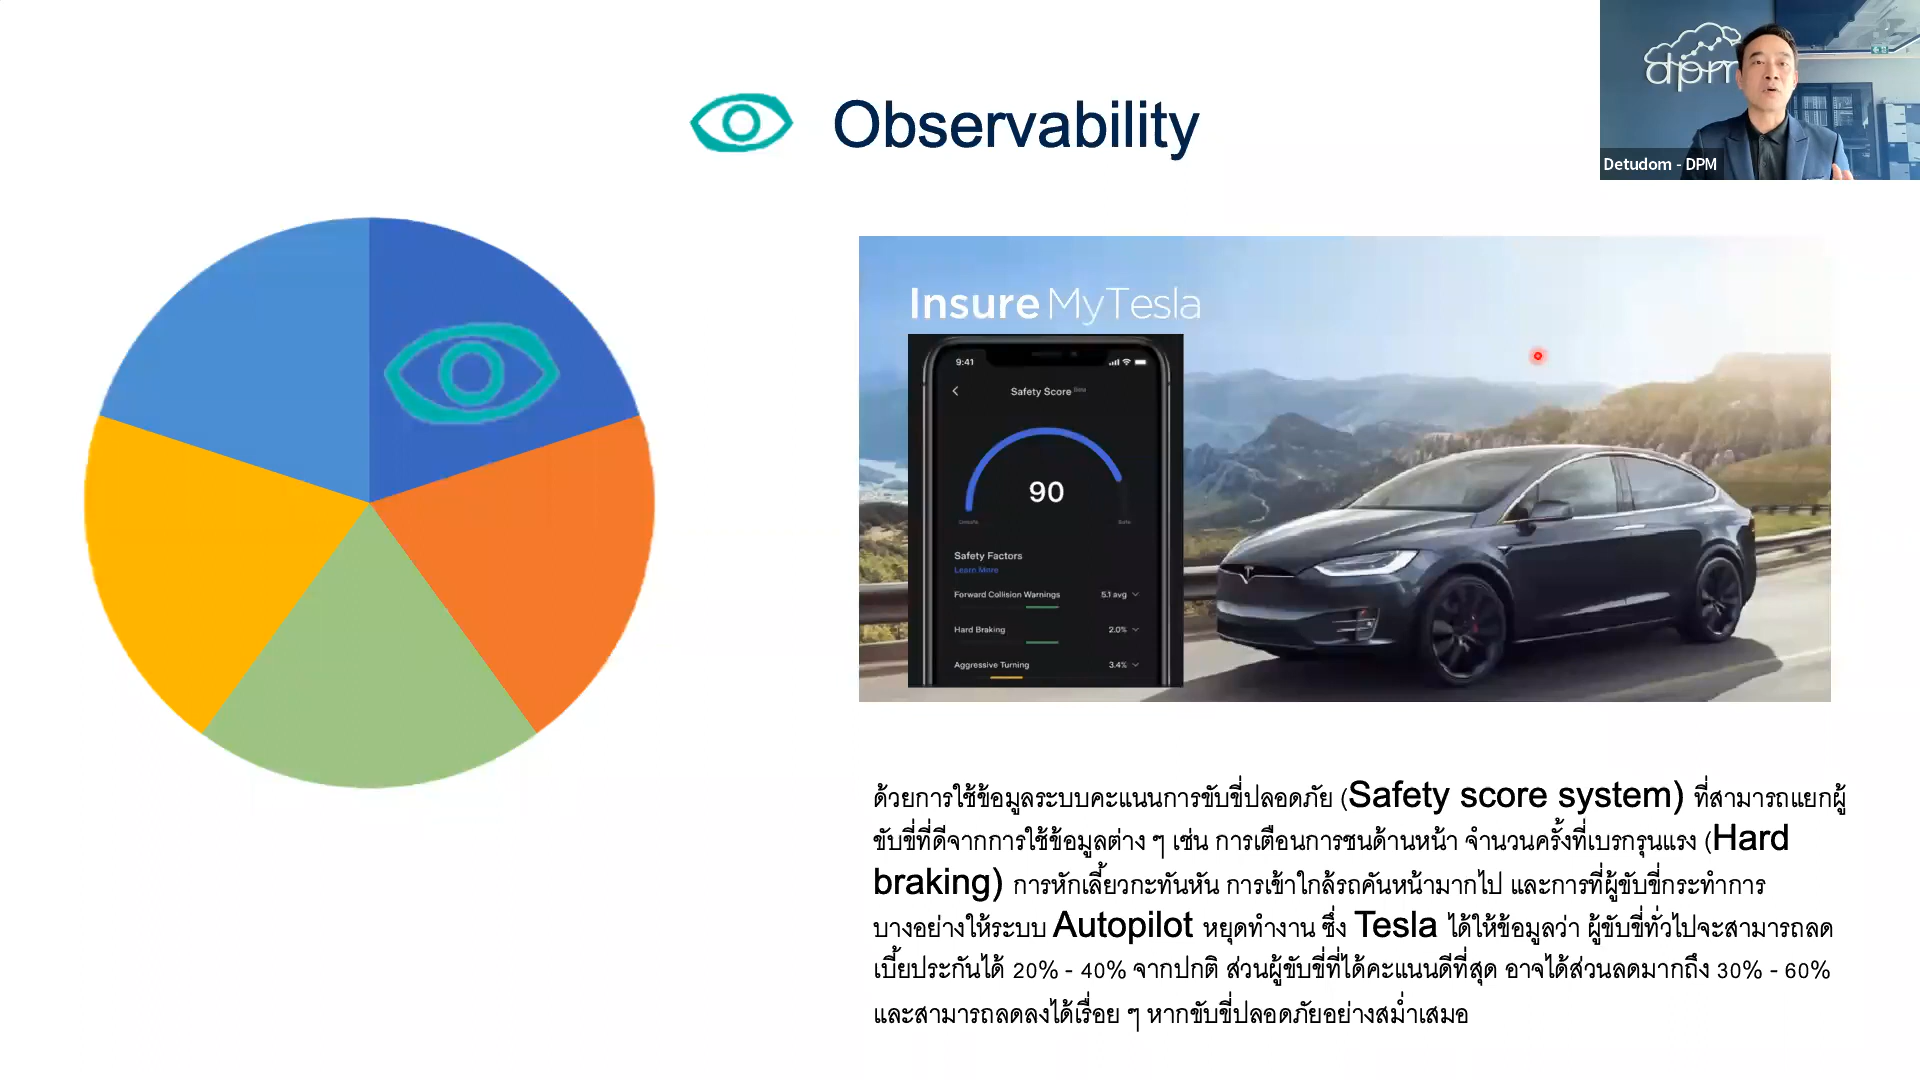 Observability
dpm
Detudom - DPM
Insure MyTesla
9:41
Safety Score Beta
90
Unsafe
Safe
Safety Factors
Learn More
Forward Collision Warnings 5.1 avg
Hard Braking 2.0%
Aggressive Turning 3.4%
ด้วยการใช้ข้อมูลระบบคะแนนการขับขี่ปลอดภัย (Safety score system) ที่สามารถแยกผู้
ขับขี่ที่ดีจากการใช้ข้อมูลต่าง ๆ เช่น การเตือนการชนด้านหน้า จำนวนครั้งที่เบรกรุนแรง (Hard
braking) การหักเลี้ยวกะทันหัน การเข้าใกล้รถคันหน้ามากไป และการที่ผู้ขับขี่กระทำการ
บางอย่างให้ระบบ Autopilot หยุดทำงาน ซึ่ง Tesla ได้ให้ข้อมูลว่า ผู้ขับขี่ทั่วไปจะสามารถลด
เบี้ยประกันได้ 20% - 40% จากปกติ ส่วนผู้ขับขี่ที่ได้คะแนนดีที่สุด อาจได้ส่วนลดมากถึง 30% - 60%
และสามารถลดลงได้เรื่อย ๆ หากขับขี่ปลอดภัยอย่างสม่ำเสมอ